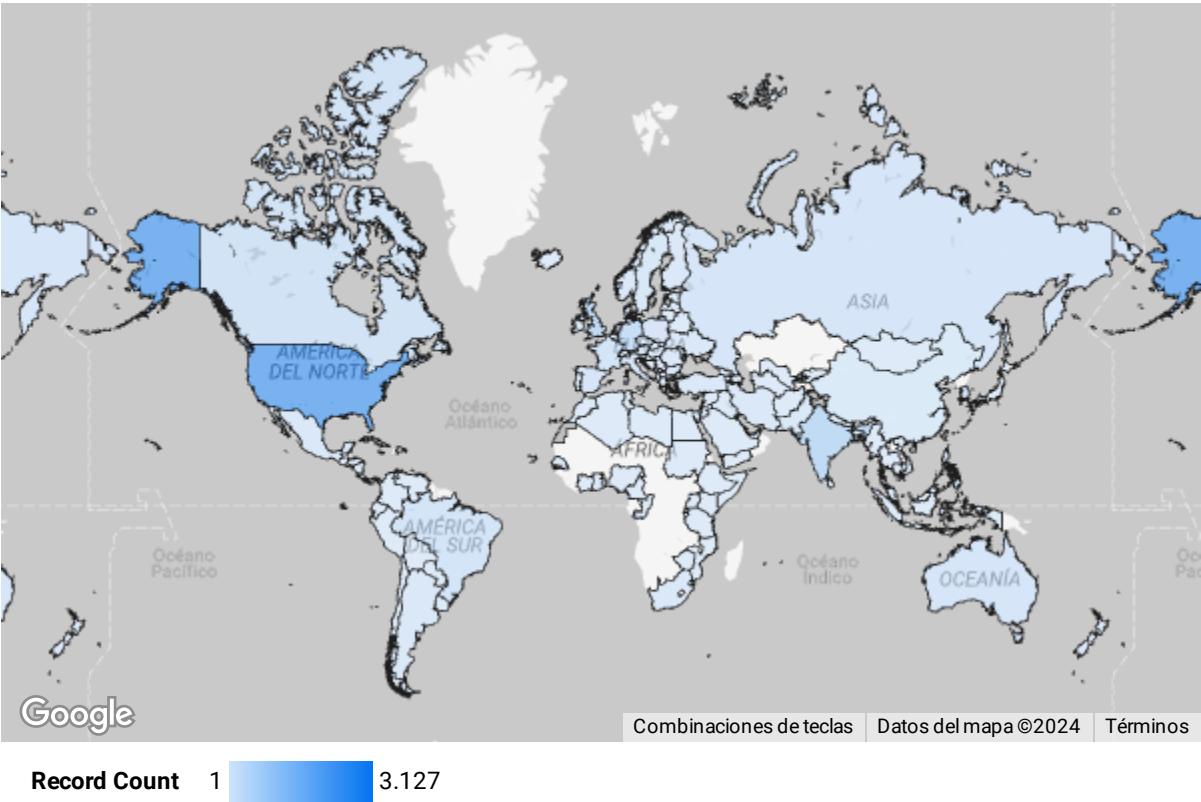 ASIA
AMÉRICA
DEL NORTE
Océano
Atlántico
ÁFRICA
AMÉRICA
DEL SUR
Océano
Pacífico
Océano
Índico
OCEANÍA
Google
Combinaciones de teclas
Datos del mapa ©2024
Términos
Record Count 1 3.127